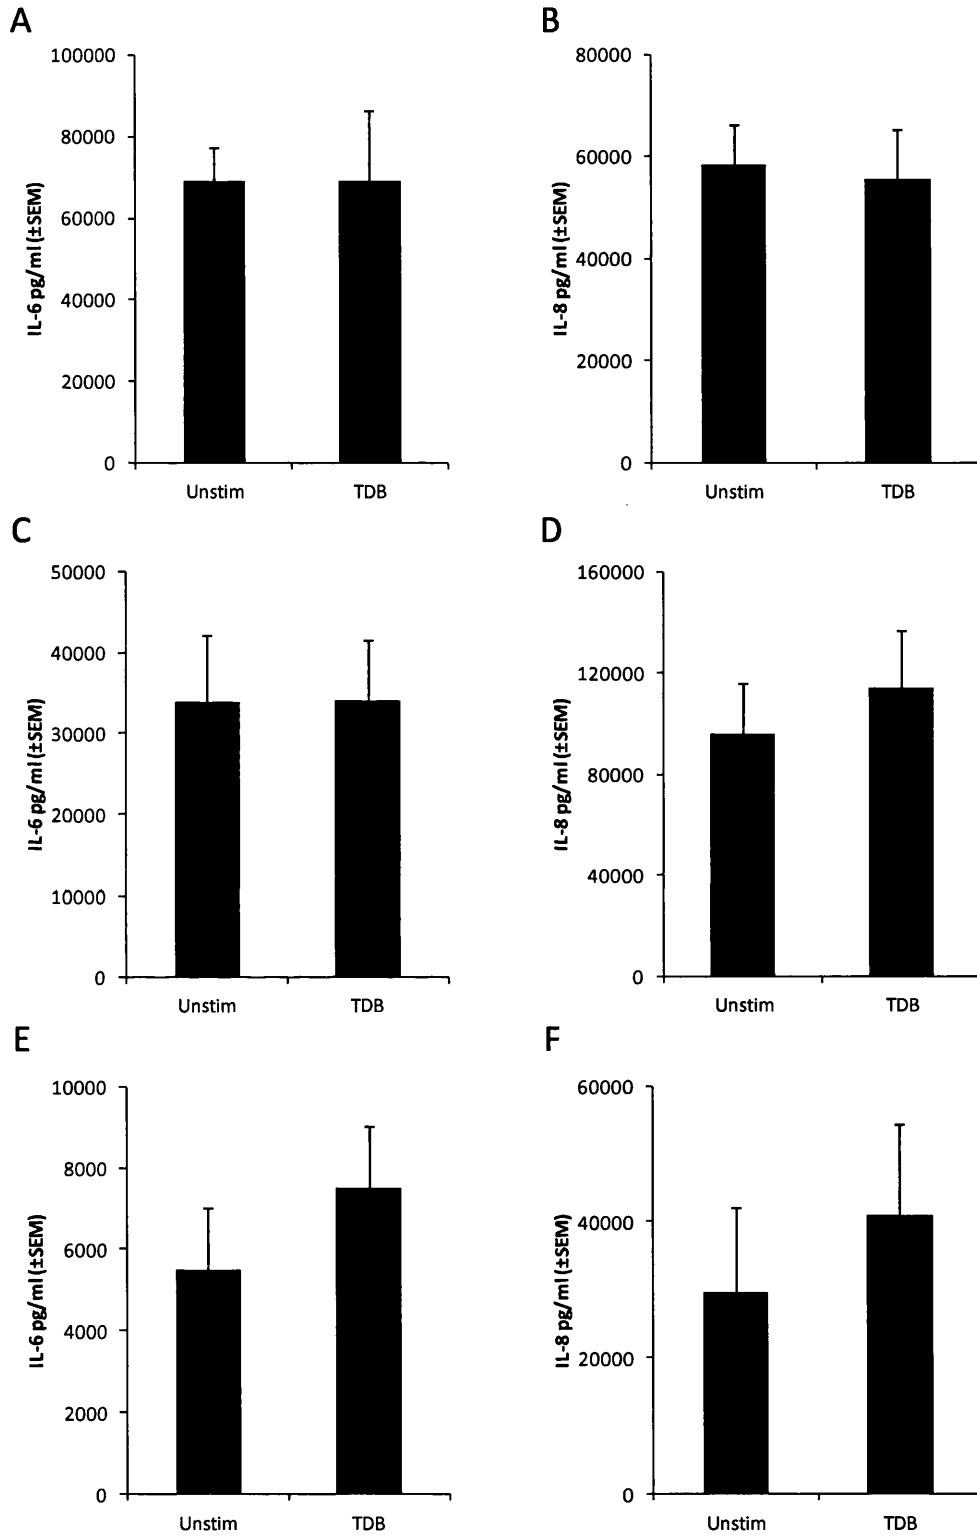 A
IL-6 pg/ml (±SEM)
100000
80000
60000
40000
20000
0
Unstim TDB
B
IL-8 pg/ml (±SEM)
80000
60000
40000
20000
0
Unstim TDB
C
IL-6 pg/ml (±SEM)
50000
40000
30000
20000
10000
0
Unstim TDB
D
IL-8 pg/ml (±SEM)
160000
120000
80000
40000
0
Unstim TDB
E
IL-6 pg/ml (±SEM)
10000
8000
6000
4000
2000
0
Unstim TDB
F
IL-8 pg/ml (±SEM)
60000
40000
20000
0
Unstim TDB